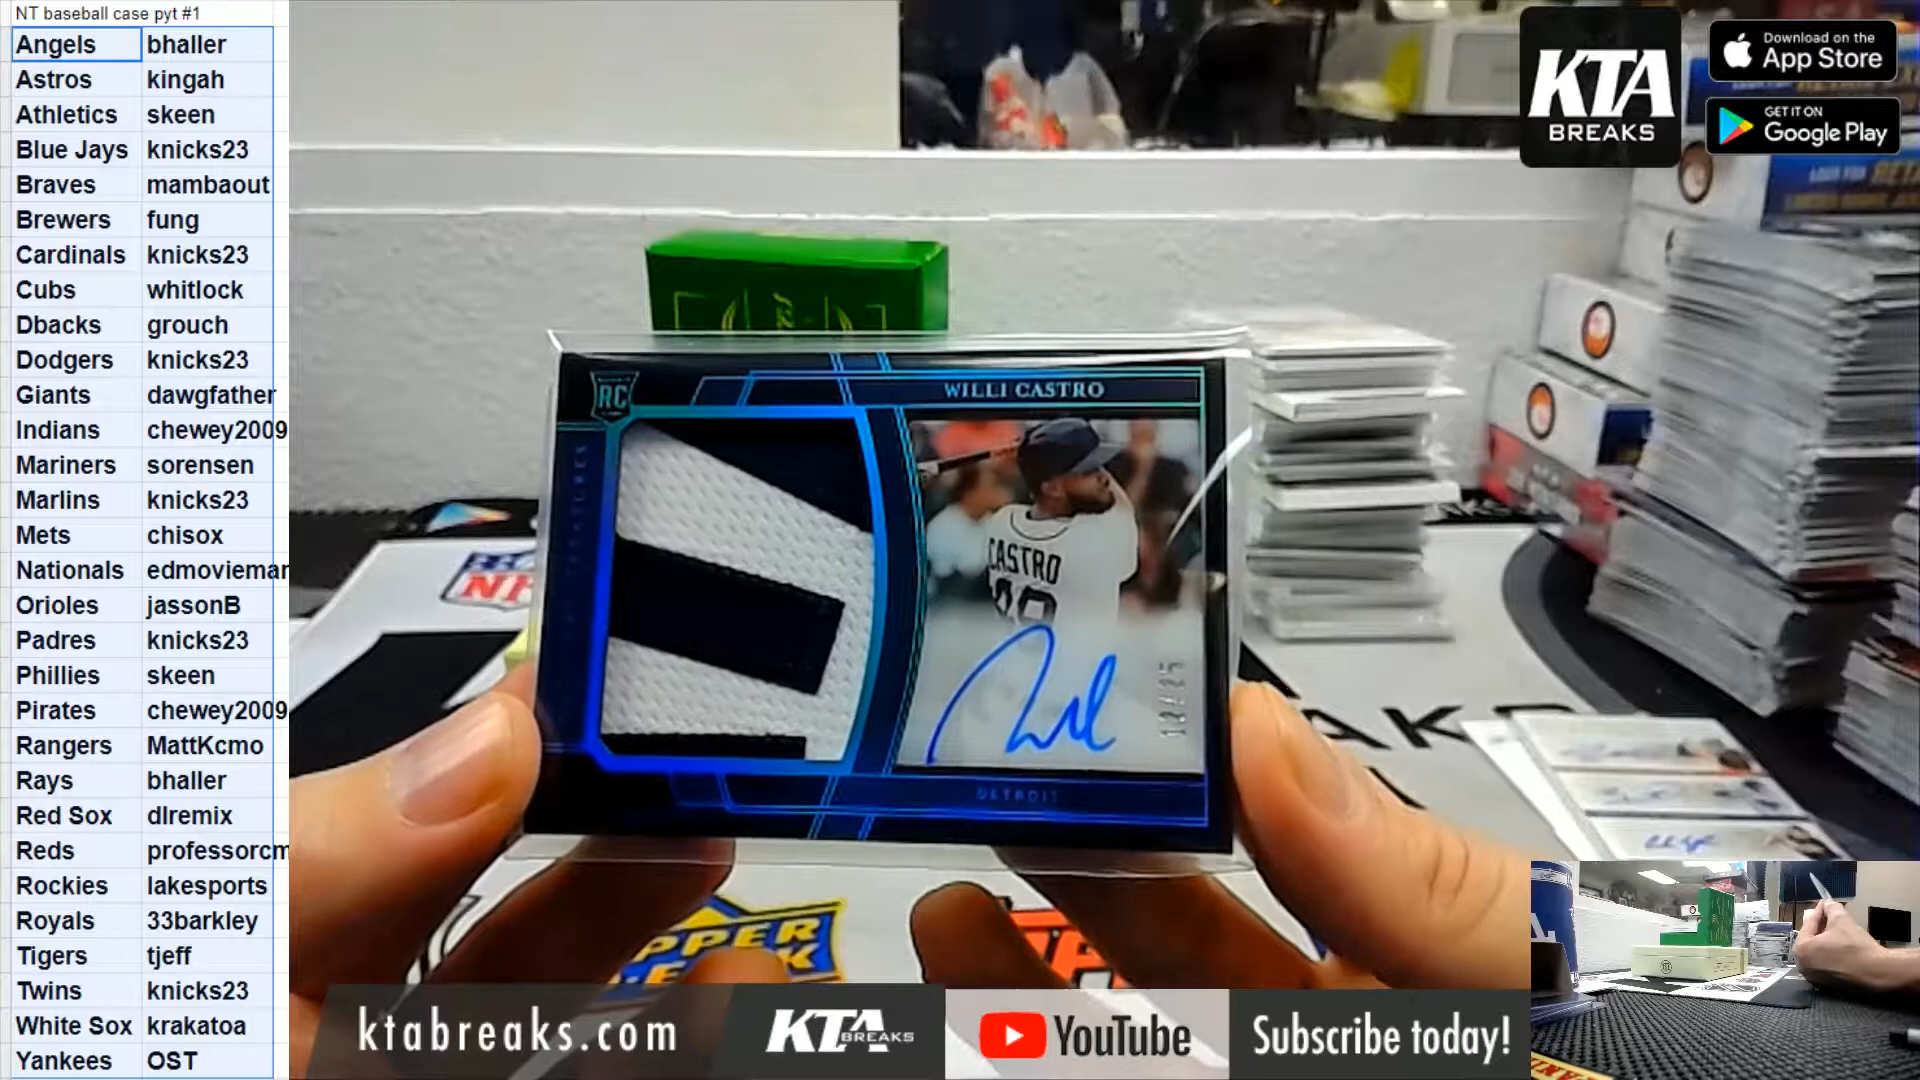 NT baseball case pyt #1
Angels bhaller
Astros kingah
Athletics skeen
Blue Jays knicks23
Braves mambaout
Brewers fung
Cardinals knicks23
Cubs whitlock
Dbacks grouch
Dodgers knicks23
Giants dawgfather
Indians chewey2009
Mariners sorensen
Marlins knicks23
Mets chisox
Nationals edmovieman
Orioles jassonB
Padres knicks23
Phillies skeen
Pirates chewey2009
Rangers MattKcmo
Rays bhaller
Red Sox dlremix
Reds professorcm
Rockies lakesports
Royals 33barkley
Tigers tjeff
Twins knicks23
White Sox krakatoa
Yankees OST
KTA
BREAKS
Download on the
App Store
GET IT ON
Google Play
RC
WILLI CASTRO
CASTRO
DETROIT
UPPER
ktabreaks.com
KTA BREAKS
YouTube
Subscribe today!